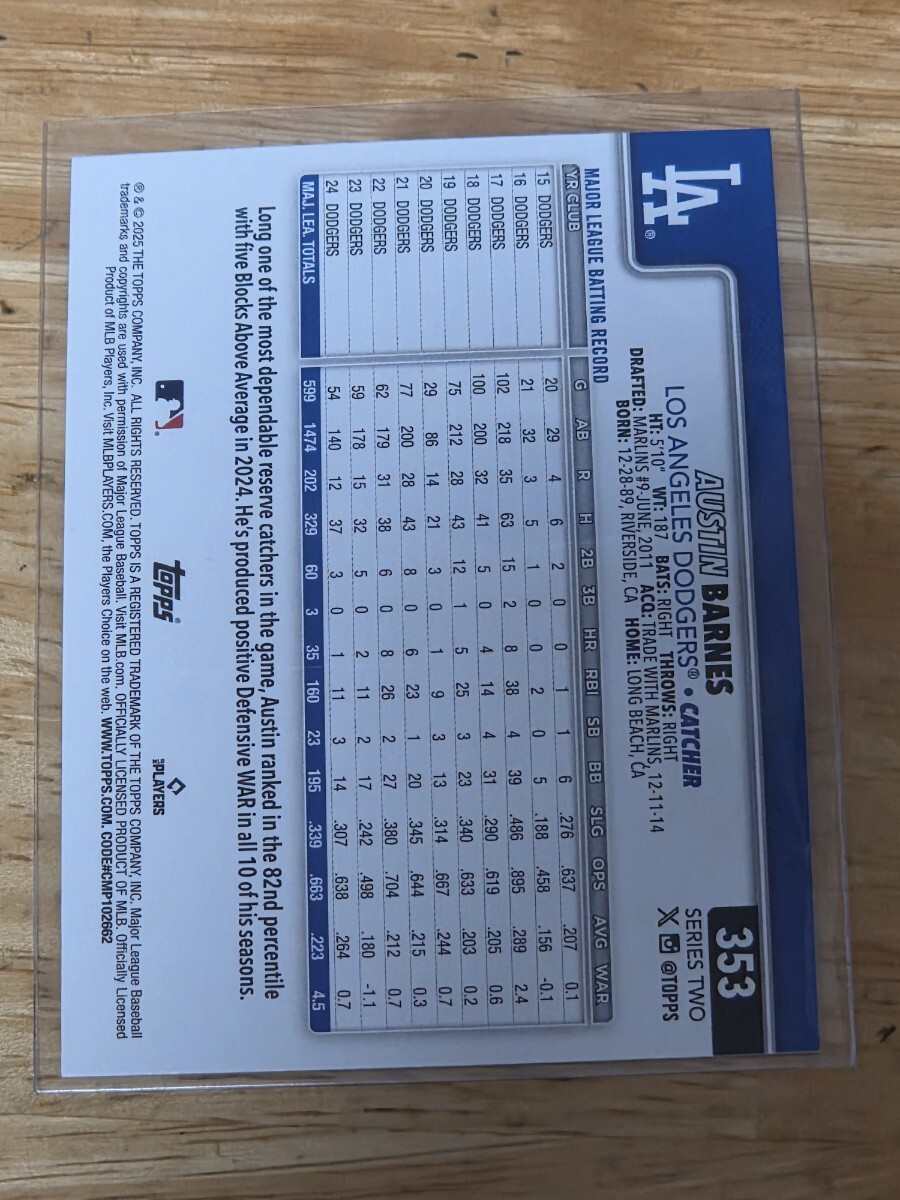 LA®
353
AUSTIN BARNES
LOS ANGELES DODGERS® • CATCHER
SERIES TWO
@TOPPS
HT: 5'10" WT: 187 BATS: RIGHT THROWS: RIGHT
DRAFTED: MARLINS #9-JUNE, 2011 ACQ: TRADE WITH MARLINS, 12-11-14
BORN: 12-28-89, RIVERSIDE, CA HOME: LONG BEACH, CA
MAJOR LEAGUE BATTING RECORD
YR CLUB G AB R H 2B 3B HR RBI SB BB SLG OPS AVG WAR
15 DODGERS 20 29 4 6 2 0 0 1 1 6 .276 .637 .207 0.1
16 DODGERS 21 32 3 5 1 0 0 2 0 5 .188 .458 .156 -0.1
17 DODGERS 102 218 35 63 15 2 8 38 4 39 .486 .895 .289 2.4
18 DODGERS 100 200 32 41 5 0 4 14 4 31 .290 .619 .205 0.6
19 DODGERS 75 212 28 43 12 1 5 25 3 23 .340 .633 .203 0.2
20 DODGERS 29 86 14 21 3 0 1 9 3 13 .314 .667 .244 0.7
21 DODGERS 77 200 28 43 8 0 6 23 1 20 .345 .644 .215 0.3
22 DODGERS 62 179 31 38 6 0 8 26 2 27 .380 .704 .212 0.7
23 DODGERS 59 178 15 32 5 0 2 11 2 17 .242 .498 .180 -1.1
24 DODGERS 54 140 12 37 3 0 1 11 3 14 .307 .638 .264 0.7
MAJ. LEA. TOTALS 599 1474 202 329 60 3 35 160 23 195 .339 .663 .223 4.5
Long one of the most dependable reserve catchers in the game, Austin ranked in the 82nd percentile
with five Blocks Above Average in 2024. He's produced positive Defensive WAR in all 10 of his seasons.
topps®
MLB PLAYERS
® & © 2025 THE TOPPS COMPANY, INC. ALL RIGHTS RESERVED. TOPPS IS A REGISTERED TRADEMARK OF THE TOPPS COMPANY, INC. Major League Baseball
trademarks and copyrights are used with permission of Major League Baseball. Visit MLB.com. OFFICIALLY LICENSED PRODUCT OF MLB. Officially Licensed
Product of MLB Players, Inc. Visit MLBPLAYERS.COM, the Players Choice on the web. WWW.TOPPS.COM. CODE#CMP102662